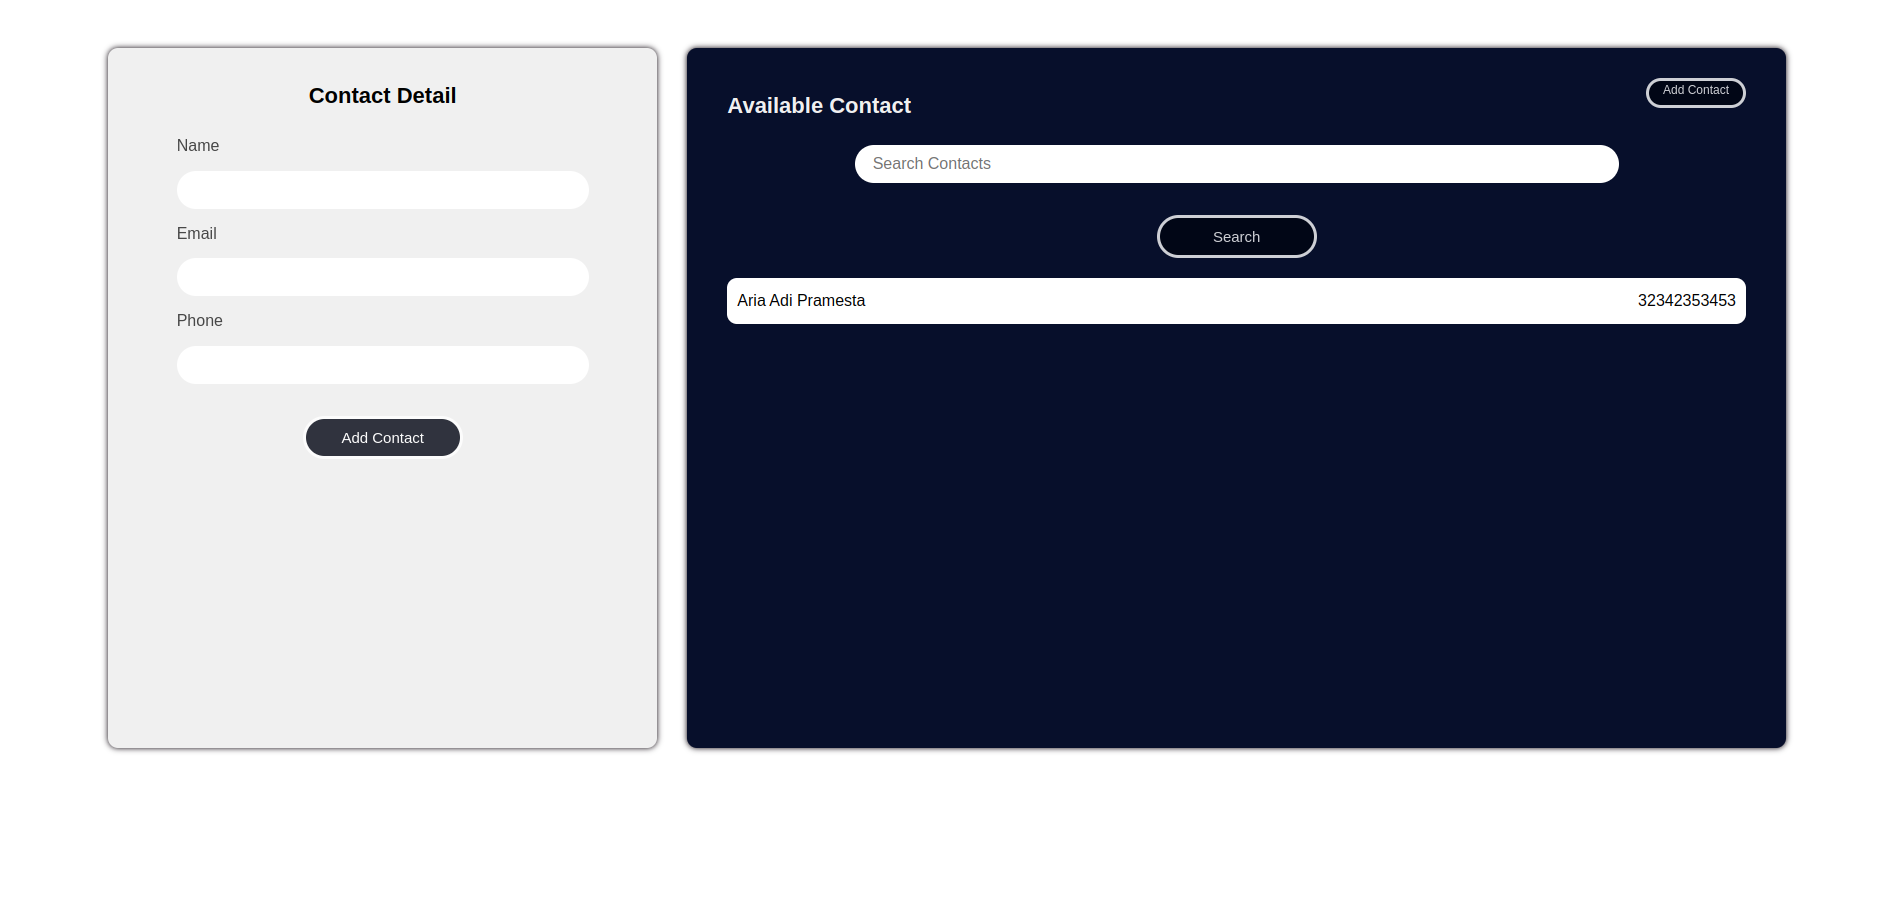 Contact Detail
Name
Email
Phone
Add Contact
Add Contact
Available Contact
Search Contacts
Search
Aria Adi Pramesta 32342353453